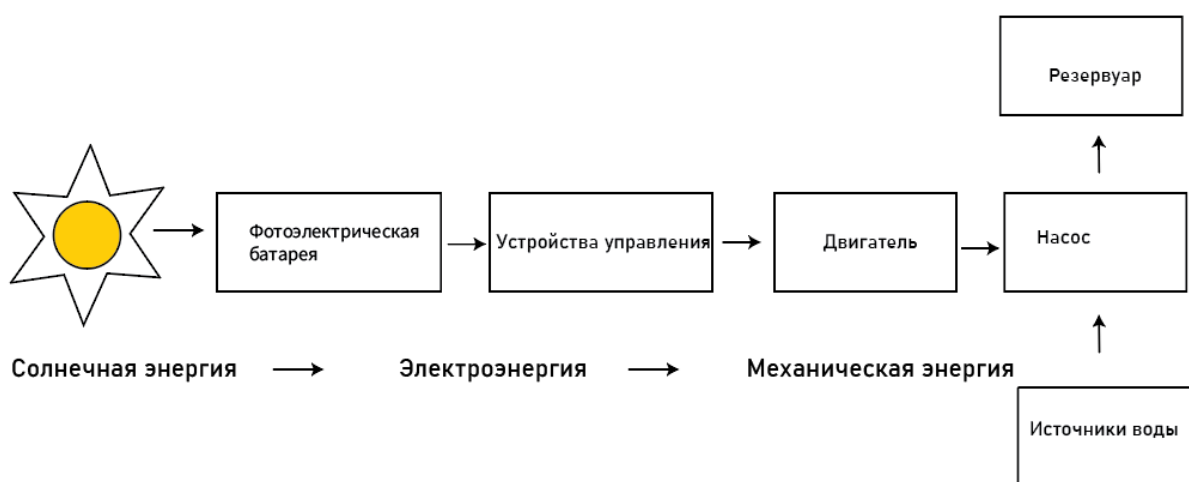 Резервуар
Фотоэлектрическая
батарея
Устройства управления
Двигатель
Насос
Солнечная энергия
Электроэнергия
Механическая энергия
Источники воды